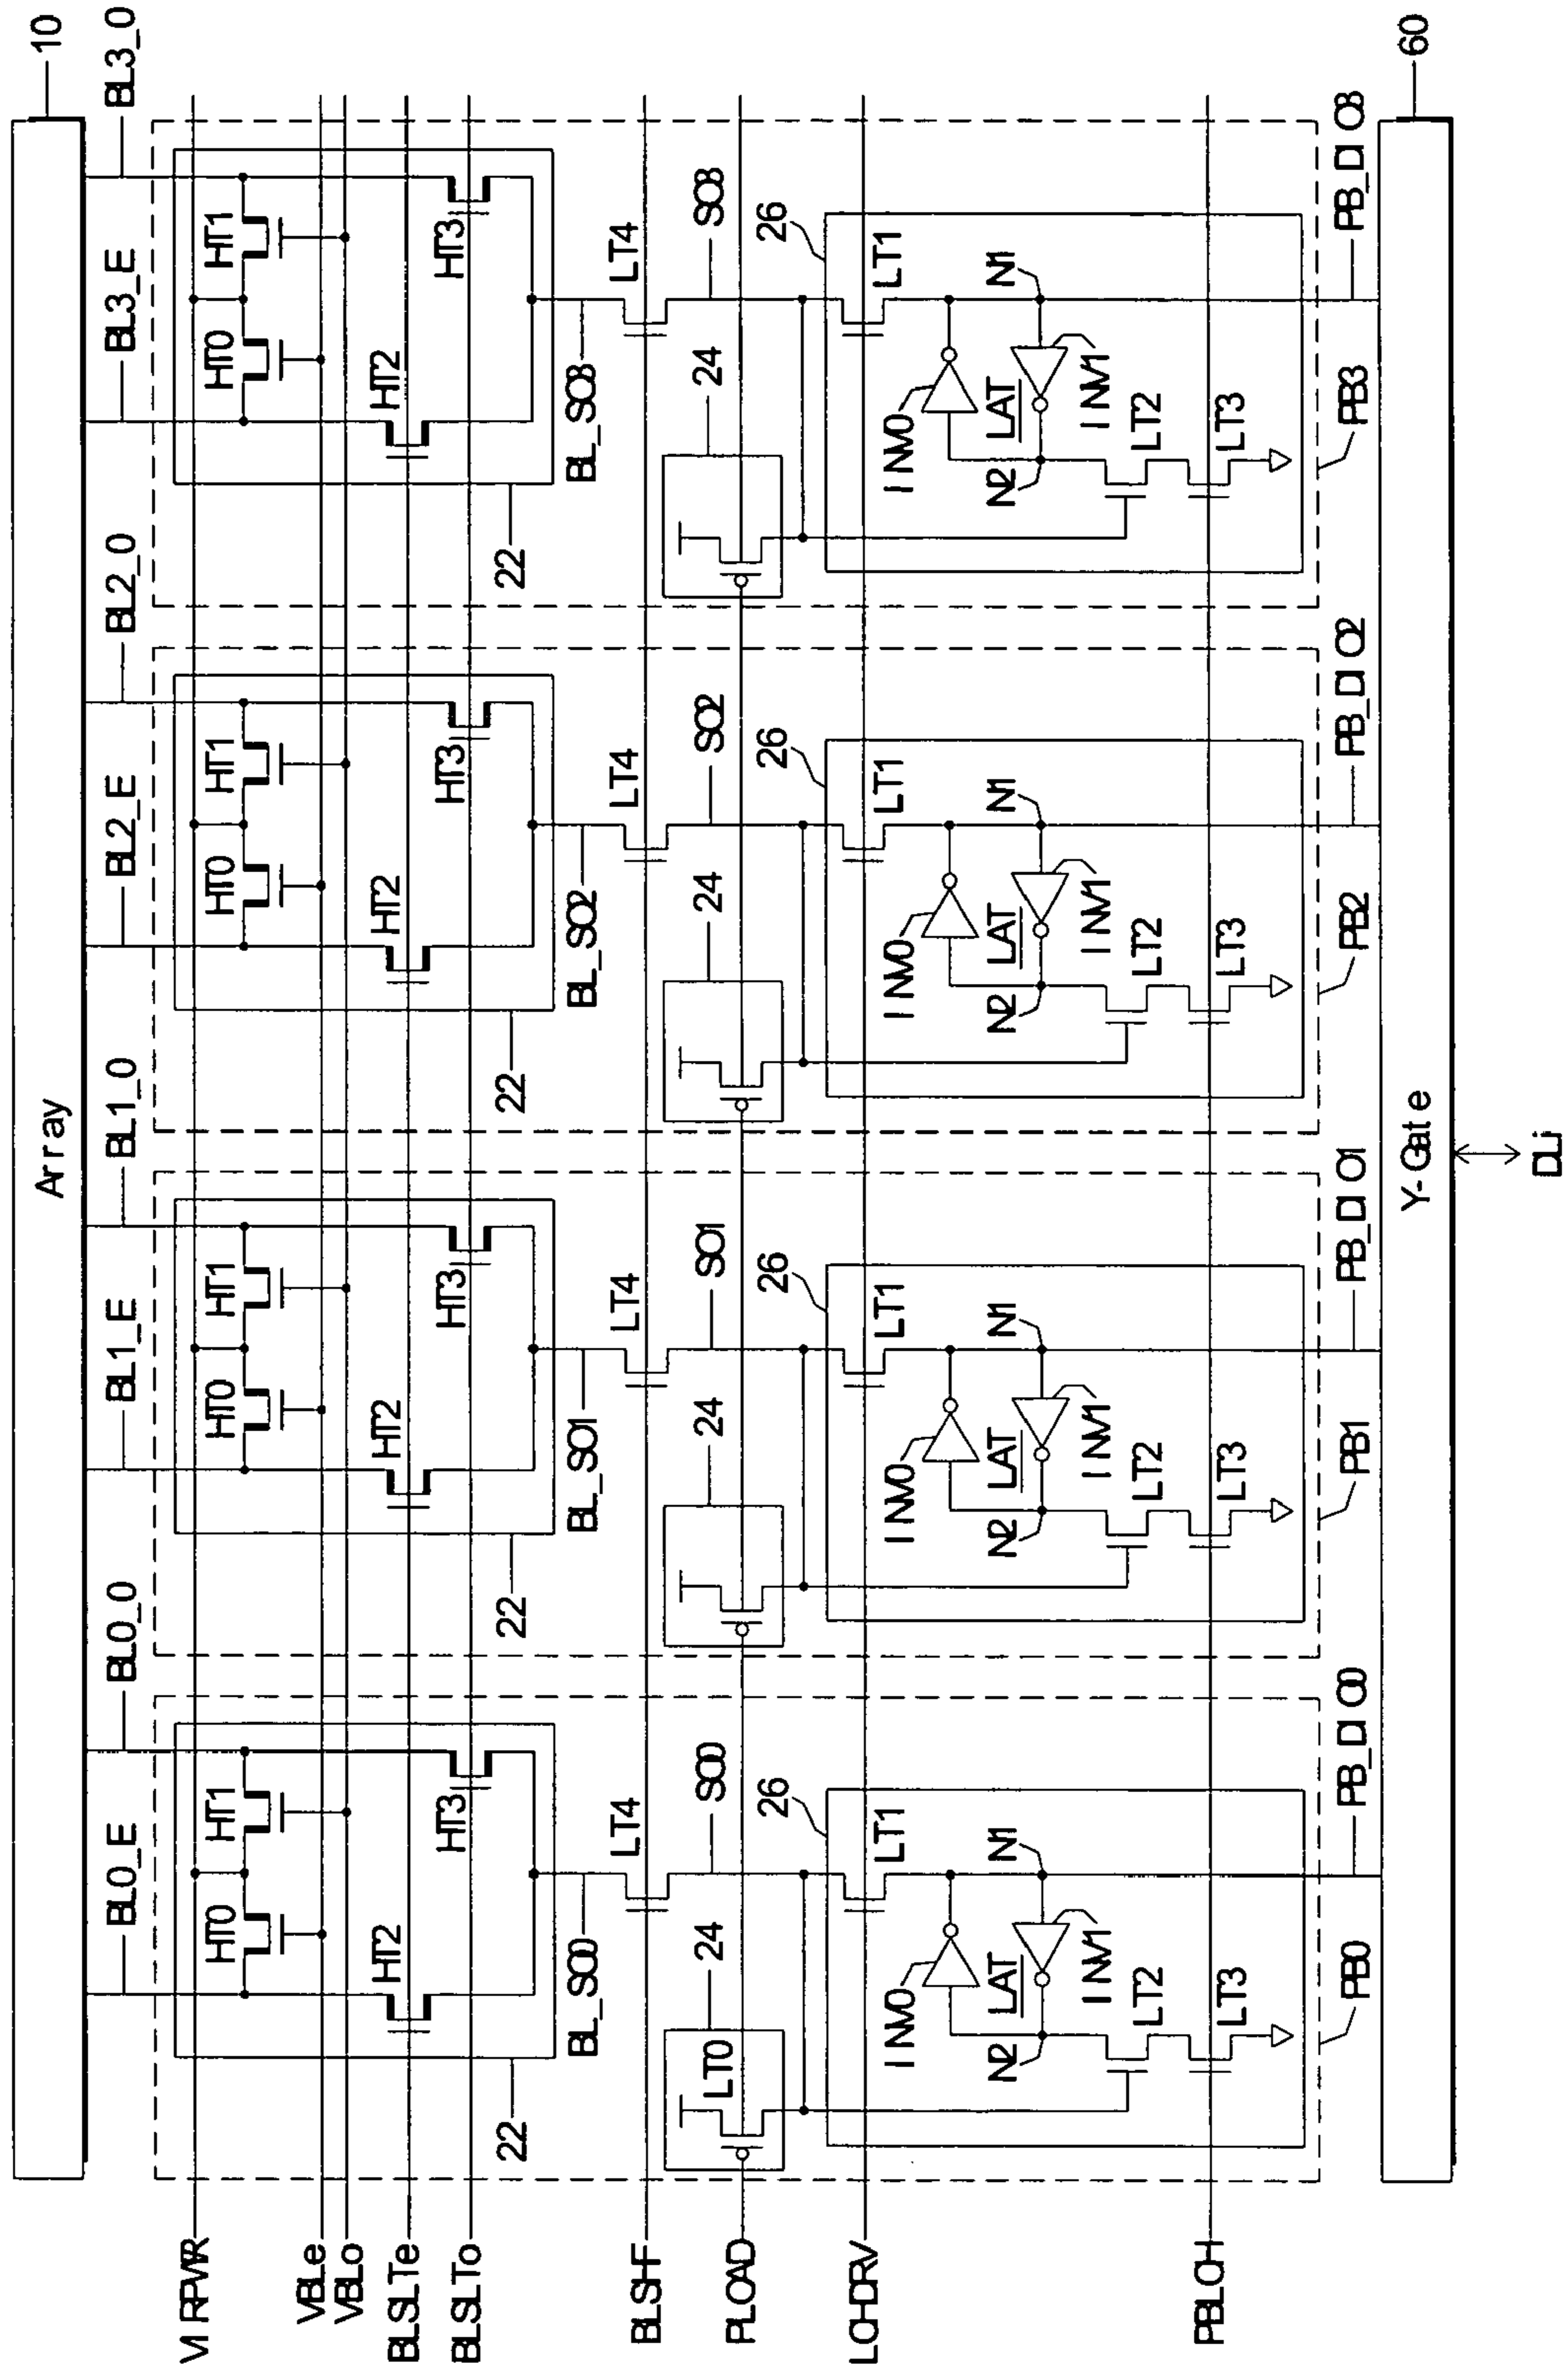 Array
10
BL0_E
BL0_0
BL1_E
BL1_0
BL2_E
BL2_0
BL3_E
BL3_0
VIRPWR
HT0
HT1
HT0
HT1
HT0
HT1
HT0
HT1
VBLe
VBLo
BLSLTe
HT2
HT2
HT2
HT2
BLSLTo
HT3
HT3
HT3
HT3
22
22
22
22
BL_SO0
BL_SO1
BL_SO2
BL_SO8
BLSHF
LT4
LT4
LT4
LT4
24
SO0
24
SO1
24
SO2
24
SO8
PLOAD
LT0
26
26
26
26
LCHDRV
LT1
LT1
LT1
LT1
INV0
INV0
INV0
INV0
N2
LAT
N1
N2
LAT
N1
N2
LAT
N1
N2
LAT
N1
INV1
INV1
INV1
INV1
LT2
LT2
LT2
LT2
PBLCH
LT3
LT3
LT3
LT3
PB0
PB_DIO0
PB1
PB_DIO1
PB2
PB_DIO2
PB3
PB_DIO8
Y-Gate
60
DLi